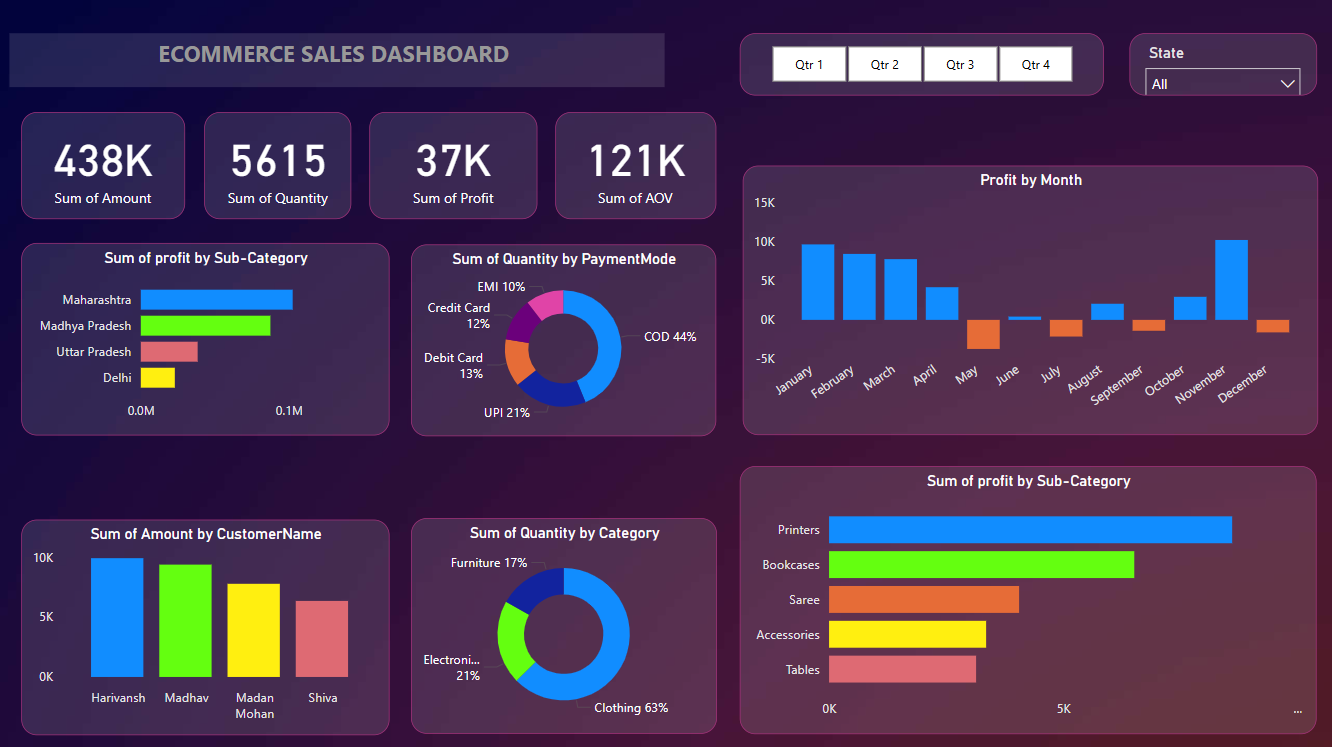 ECOMMERCE SALES DASHBOARD
Qtr 1
Qtr 2
Qtr 3
Qtr 4
State
All
438K
Sum of Amount
5615
Sum of Quantity
37K
Sum of Profit
121K
Sum of AOV
Sum of profit by Sub-Category
Maharashtra
Madhya Pradesh
Uttar Pradesh
Delhi
0.0M
0.1M
Sum of Quantity by PaymentMode
EMI 10%
Credit Card
12%
Debit Card
13%
UPI 21%
COD 44%
Profit by Month
15K
10K
5K
0K
-5K
January
February
March
April
May
June
July
August
September
October
November
December
Sum of Amount by CustomerName
10K
5K
0K
Harivansh
Madhav
Madan
Mohan
Shiva
Sum of Quantity by Category
Furniture 17%
Electroni...
21%
Clothing 63%
Sum of profit by Sub-Category
Printers
Bookcases
Saree
Accessories
Tables
0K
5K
...